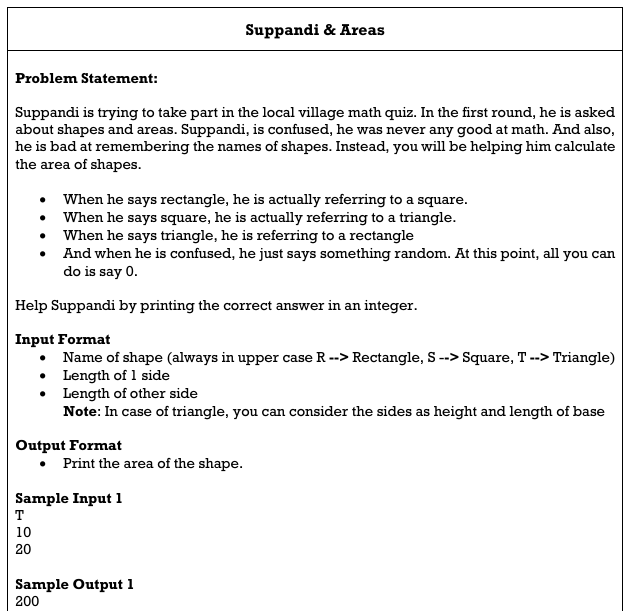 Suppandi & Areas
Problem Statement:
Suppandi is trying to take part in the local village math quiz. In the first round, he is asked
about shapes and areas. Suppandi, is confused, he was never any good at math. And also,
he is bad at remembering the names of shapes. Instead, you will be helping him calculate
the area of shapes.
• When he says rectangle, he is actually referring to a square.
• When he says square, he is actually referring to a triangle.
• When he says triangle, he is referring to a rectangle
• And when he is confused, he just says something random. At this point, all you can
do is say 0.
Help Suppandi by printing the correct answer in an integer.
Input Format
• Name of shape (always in upper case R --> Rectangle, S --> Square, T --> Triangle)
• Length of 1 side
• Length of other side
Note: In case of triangle, you can consider the sides as height and length of base
Output Format
• Print the area of the shape.
Sample Input 1
T
10
20
Sample Output 1
200